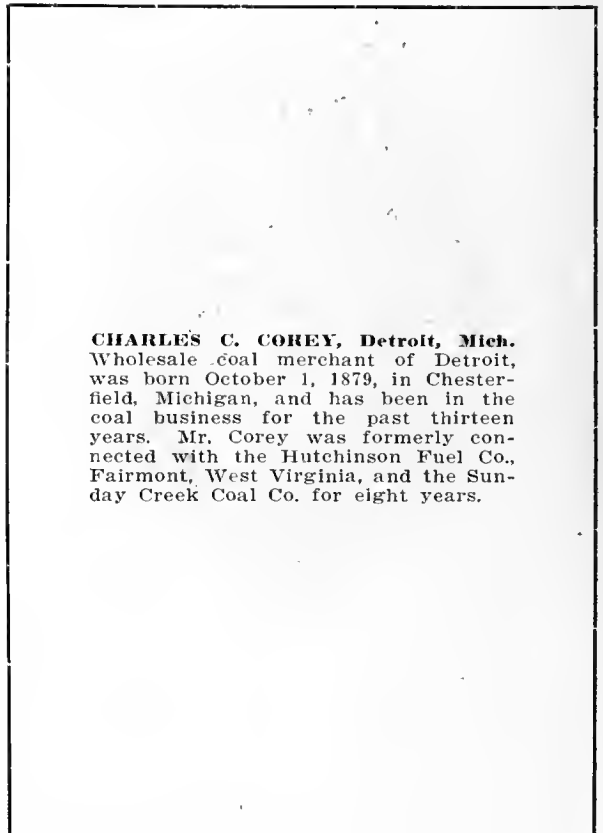 CHARLES C. COREY, Detroit, Mich.
Wholesale coal merchant of Detroit,
was born October 1, 1879, in Chester-
field, Michigan, and has been in the
coal business for the past thirteen
years. Mr. Corey was formerly con-
nected with the Hutchinson Fuel Co.,
Fairmont, West Virginia, and the Sun-
day Creek Coal Co. for eight years.